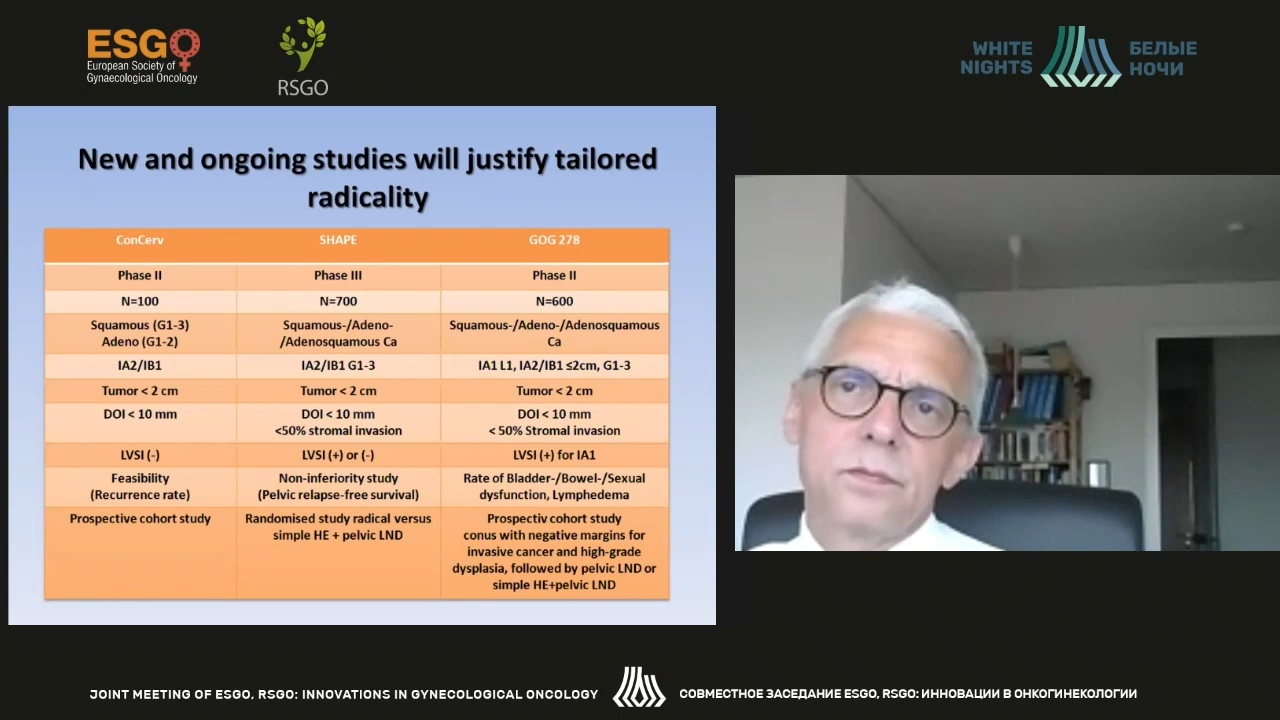 ESGO
European Society of
Gynaecological Oncology
RSGO
WHITE
NIGHTS
БЕЛЫЕ
НОЧИ
New and ongoing studies will justify tailored
radicality
ConCerv
SHAPE
GOG 278
Phase II
Phase III
Phase II
N=100
N=700
N=600
Squamous (G1-3)
Adeno (G1-2)
Squamous-/Adeno-
/Adenosquamous Ca
Squamous-/Adeno-/Adenosquamous
Ca
IA2/IB1
IA2/IB1 G1-3
IA1 L1, IA2/IB1 ≤2cm, G1-3
Tumor < 2 cm
Tumor < 2 cm
Tumor < 2 cm
DOI < 10 mm
DOI < 10 mm
<50% stromal invasion
DOI < 10 mm
< 50% Stromal invasion
LVSI (-)
LVSI (+) or (-)
LVSI (+) for IA1
Feasibility
(Recurrence rate)
Non-inferiority study
(Pelvic relapse-free survival)
Rate of Bladder-/Bowel-/Sexual
dysfunction, Lymphedema
Prospective cohort study
Randomised study radical versus
simple HE + pelvic LND
Prospectiv cohort study
conus with negative margins for
invasive cancer and high-grade
dysplasia, followed by pelvic LND or
simple HE+pelvic LND
JOINT MEETING OF ESGO, RSGO: INNOVATIONS IN GYNECOLOGICAL ONCOLOGY
СОВМЕСТНОЕ ЗАСЕДАНИЕ ESGO, RSGO: ИННОВАЦИИ В ОНКОГИНЕКОЛОГИИ